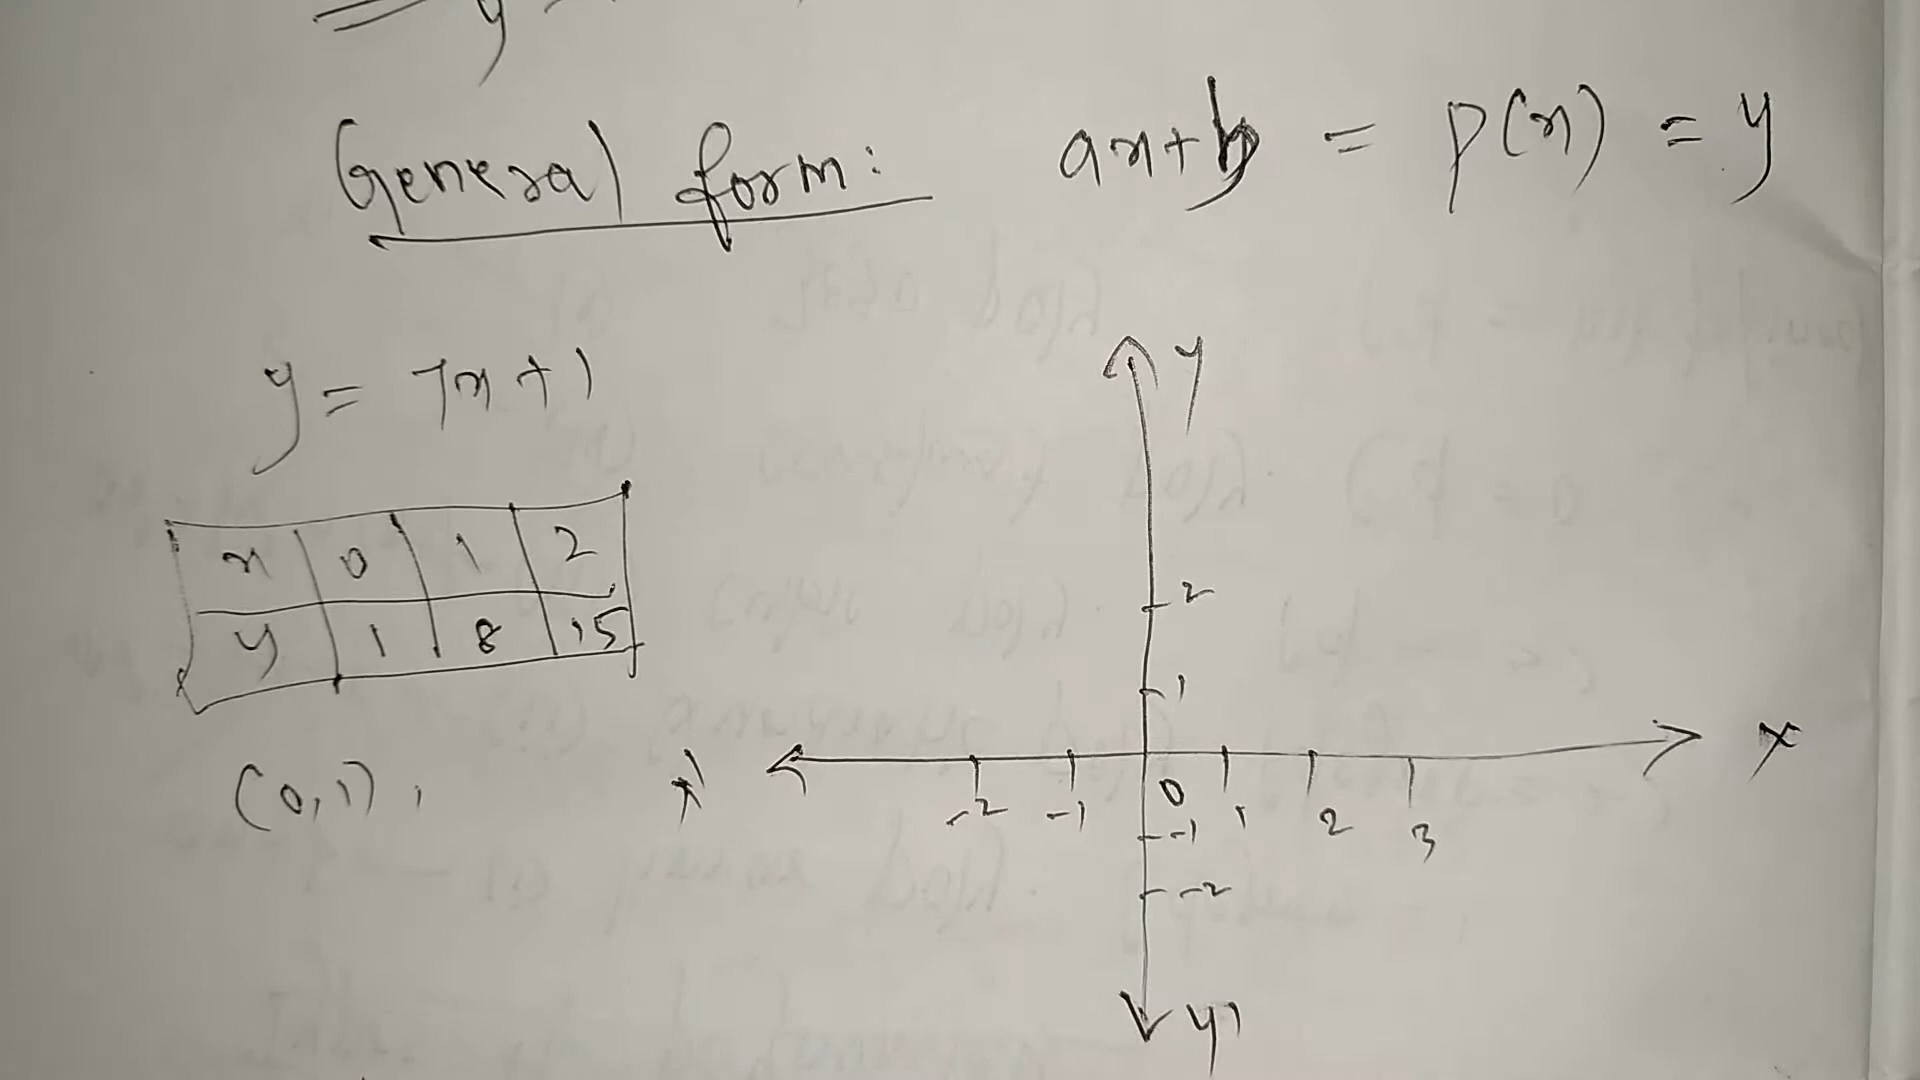 = y
General form: ax+b = p(x) = y
y = 7x+1
x 0 1 2
y 1 8 15
(0,1),
y
2
1
x' x
-2 -1 0 1 2 3
-1
-2
y'